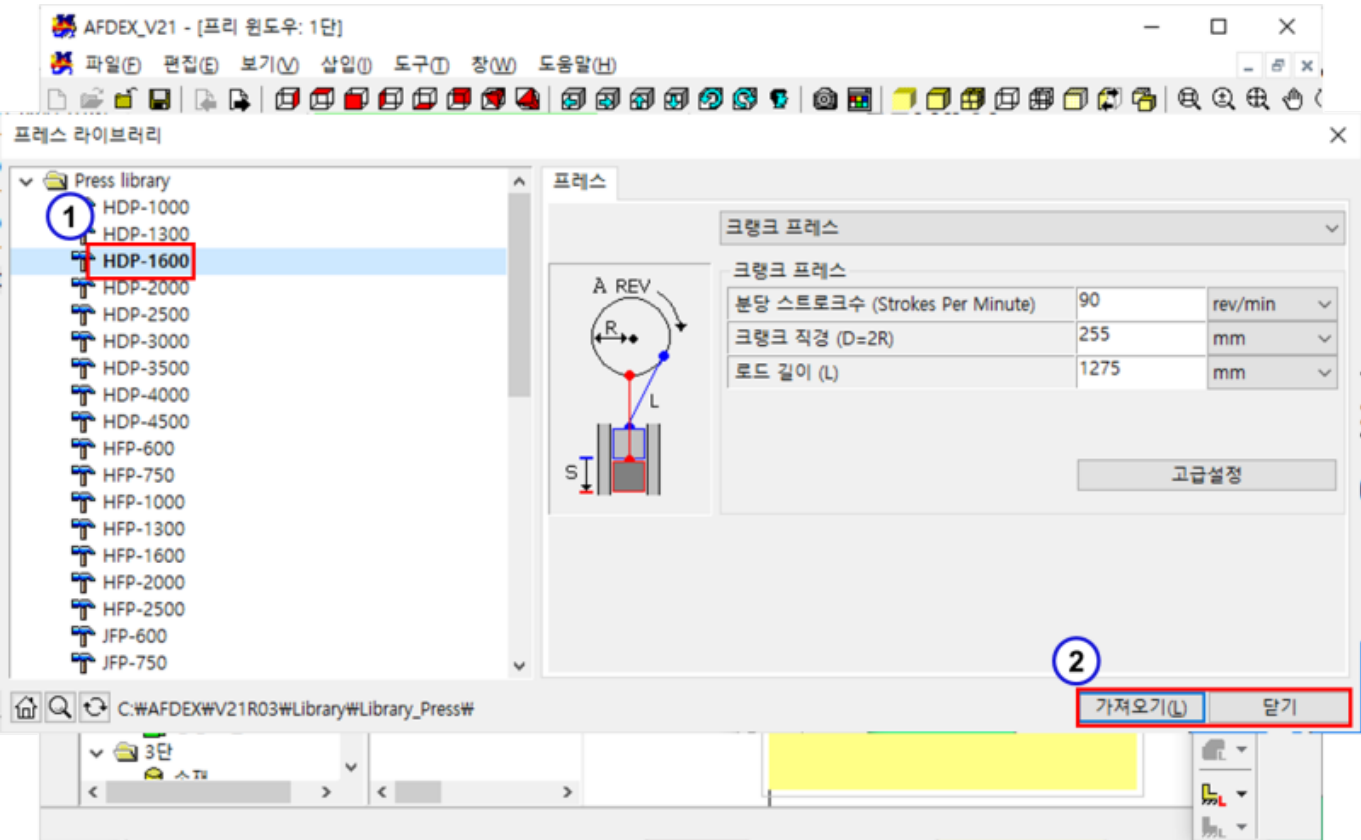 AFDEX_V21 - [프리 윈도우: 1단]
파일(F) 편집(E) 보기(V) 삽입(I) 도구(T) 창(W) 도움말(H)
프레스 라이브러리
Press library
1
HDP-1000
HDP-1300
HDP-1600
HDP-2000
HDP-2500
HDP-3000
HDP-3500
HDP-4000
HDP-4500
HFP-600
HFP-750
HFP-1000
HFP-1300
HFP-1600
HFP-2000
HFP-2500
JFP-600
JFP-750
프레스
크랭크 프레스
A REV
R
L
S
크랭크 프레스
분당 스트로크수 (Strokes Per Minute) 90 rev/min
크랭크 직경 (D=2R) 255 mm
로드 길이 (L) 1275 mm
고급설정
2
C:₩AFDEX₩V21R03₩Library₩Library_Press₩
가져오기(L) 닫기
3단